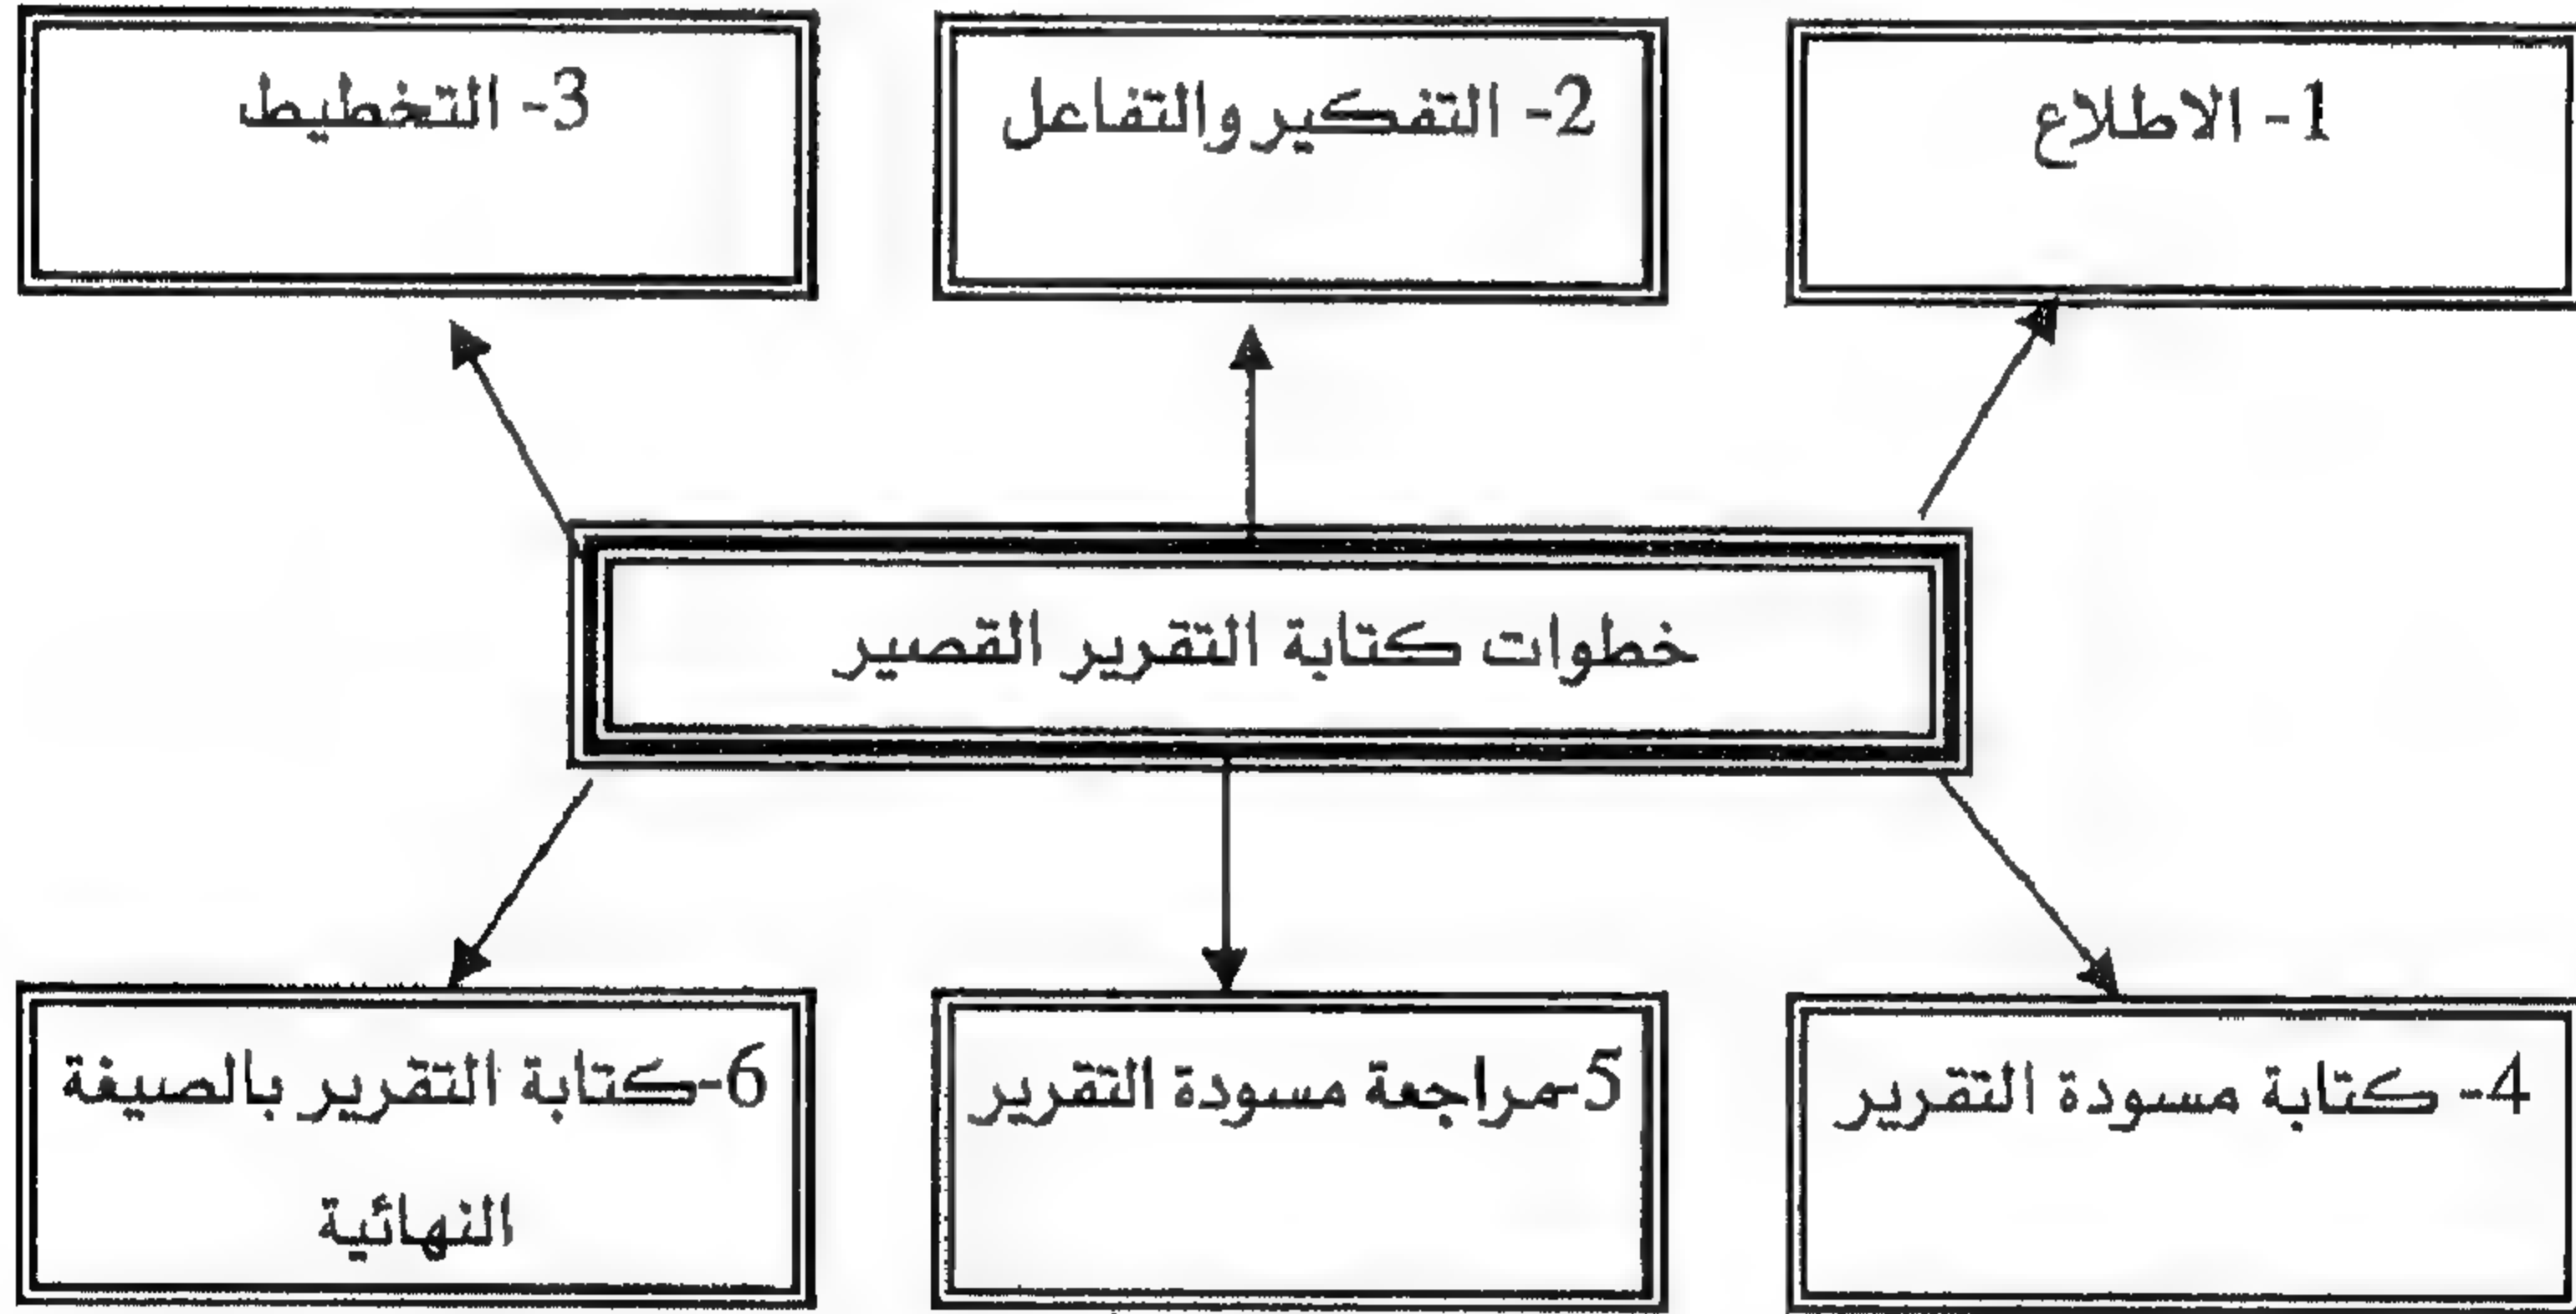 1- الاطلاع
2- التفكير والتفاعل
3- التخطيط
خطوات كتابة التقرير القصير
4- كتابة مسودة التقرير
5-مراجعة مسودة التقرير
6-كتابة التقرير بالصيغة
النهائية